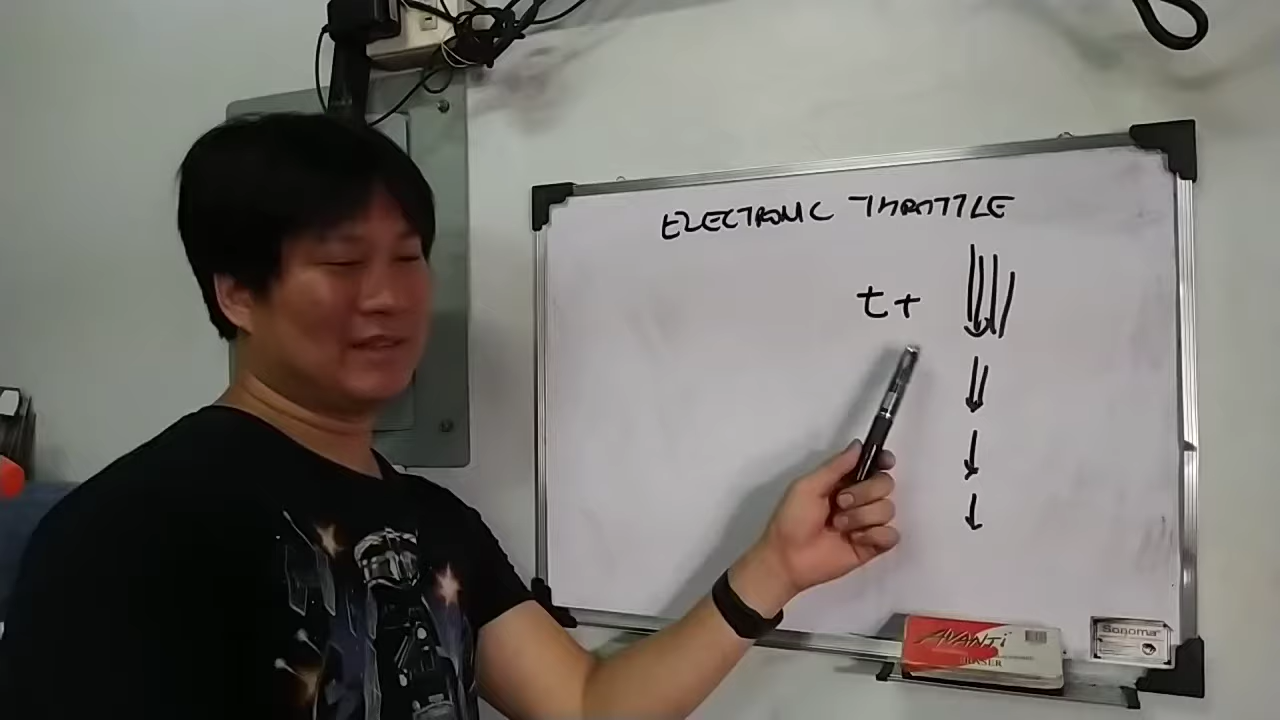 ELECTRONIC THROTTLE
t+
AVANTi
ERASER
Sonoma